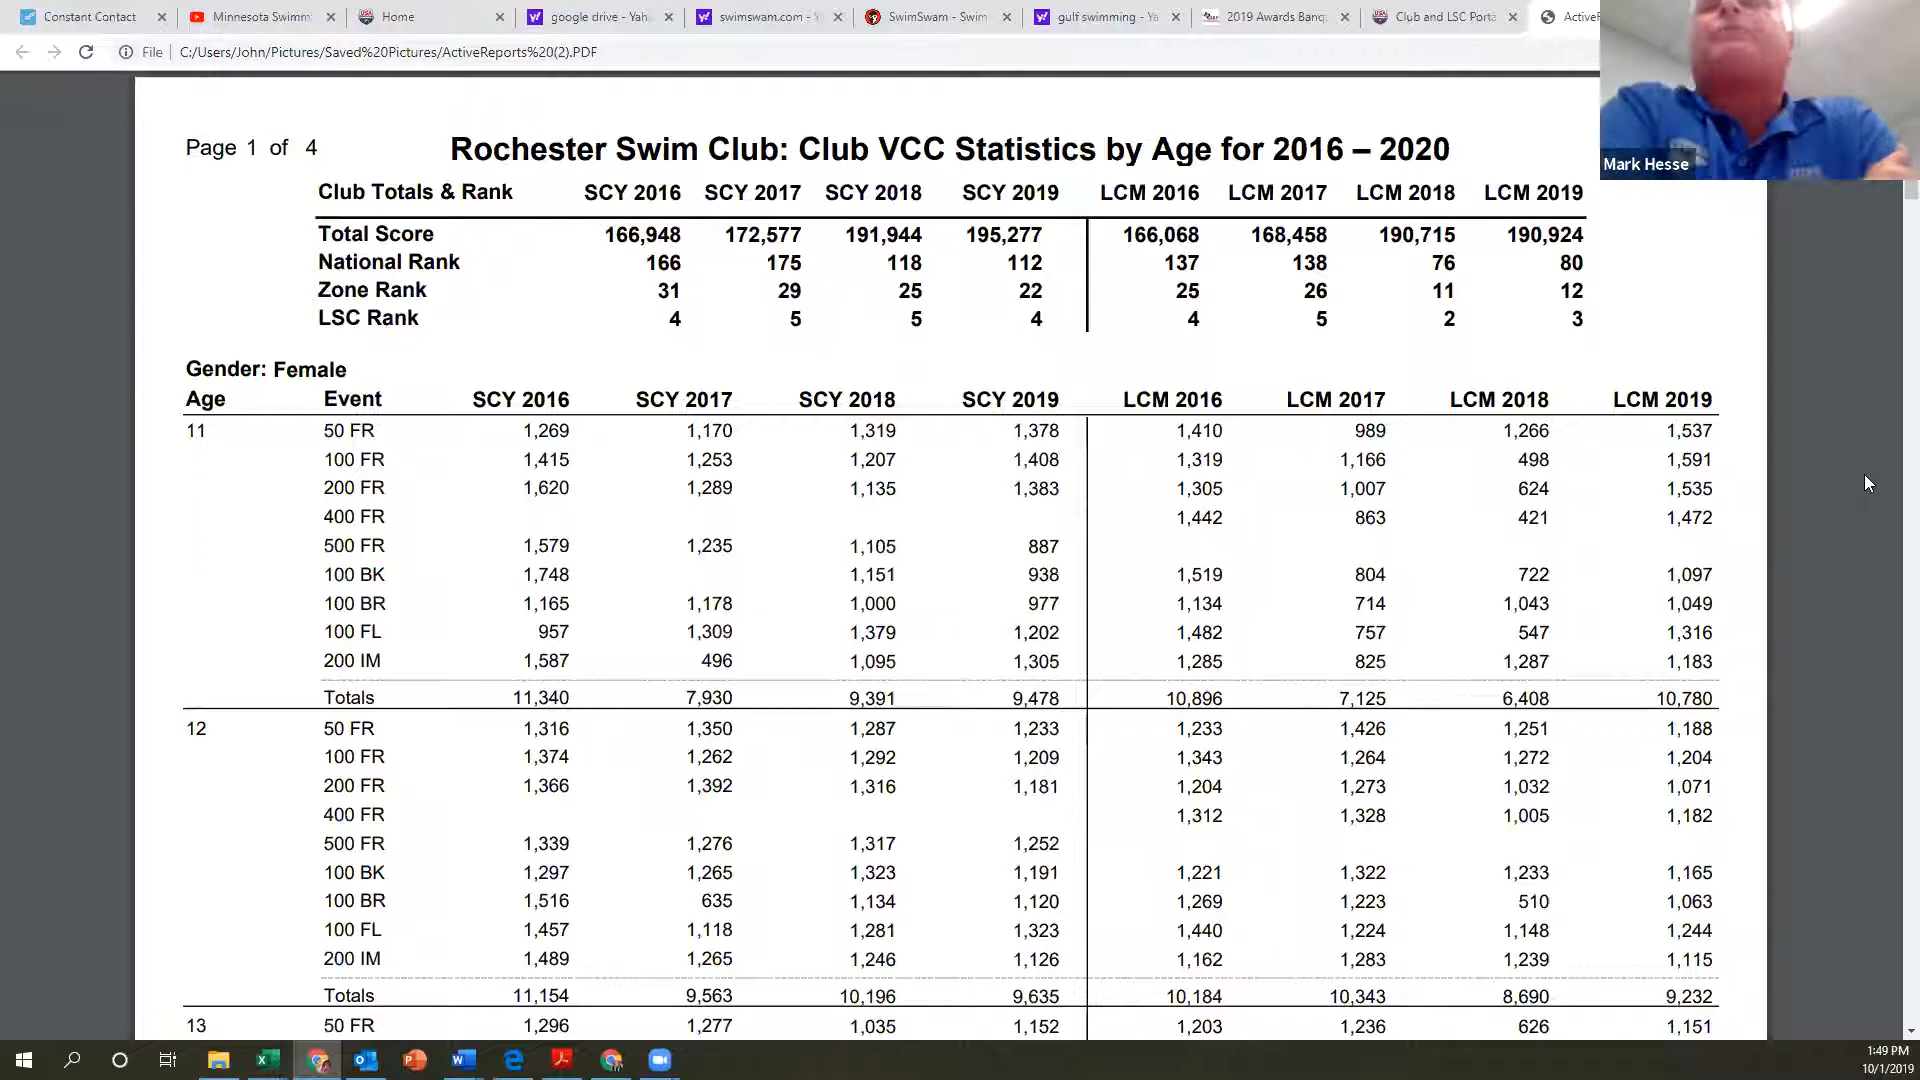 Constant Contact
Minnesota Swimm
Home
google drive - Yah
swimswam.com - Y
SwimSwam - Swim
gulf swimming - Ya
2019 Awards Banq
Club and LSC Porta
ActiveR
File | C:/Users/John/Pictures/Saved%20Pictures/ActiveReports%20(2).PDF
Mark Hesse
Page 1 of 4 Rochester Swim Club: Club VCC Statistics by Age for 2016 – 2020
Club Totals & Rank SCY 2016 SCY 2017 SCY 2018 SCY 2019 LCM 2016 LCM 2017 LCM 2018 LCM 2019
Total Score 166,948 172,577 191,944 195,277 166,068 168,458 190,715 190,924
National Rank 166 175 118 112 137 138 76 80
Zone Rank 31 29 25 22 25 26 11 12
LSC Rank 4 5 5 4 4 5 2 3
Gender: Female
Age Event SCY 2016 SCY 2017 SCY 2018 SCY 2019 LCM 2016 LCM 2017 LCM 2018 LCM 2019
11 50 FR 1,269 1,170 1,319 1,378 1,410 989 1,266 1,537
100 FR 1,415 1,253 1,207 1,408 1,319 1,166 498 1,591
200 FR 1,620 1,289 1,135 1,383 1,305 1,007 624 1,535
400 FR 1,442 863 421 1,472
500 FR 1,579 1,235 1,105 887
100 BK 1,748 1,151 938 1,519 804 722 1,097
100 BR 1,165 1,178 1,000 977 1,134 714 1,043 1,049
100 FL 957 1,309 1,379 1,202 1,482 757 547 1,316
200 IM 1,587 496 1,095 1,305 1,285 825 1,287 1,183
Totals 11,340 7,930 9,391 9,478 10,896 7,125 6,408 10,780
12 50 FR 1,316 1,350 1,287 1,233 1,233 1,426 1,251 1,188
100 FR 1,374 1,262 1,292 1,209 1,343 1,264 1,272 1,204
200 FR 1,366 1,392 1,316 1,181 1,204 1,273 1,032 1,071
400 FR 1,312 1,328 1,005 1,182
500 FR 1,339 1,276 1,317 1,252
100 BK 1,297 1,265 1,323 1,191 1,221 1,322 1,233 1,165
100 BR 1,516 635 1,134 1,120 1,269 1,223 510 1,063
100 FL 1,457 1,118 1,281 1,323 1,440 1,224 1,148 1,244
200 IM 1,489 1,265 1,246 1,126 1,162 1,283 1,239 1,115
Totals 11,154 9,563 10,196 9,635 10,184 10,343 8,690 9,232
13 50 FR 1,296 1,277 1,035 1,152 1,203 1,236 626 1,151
1:49 PM
10/1/2019